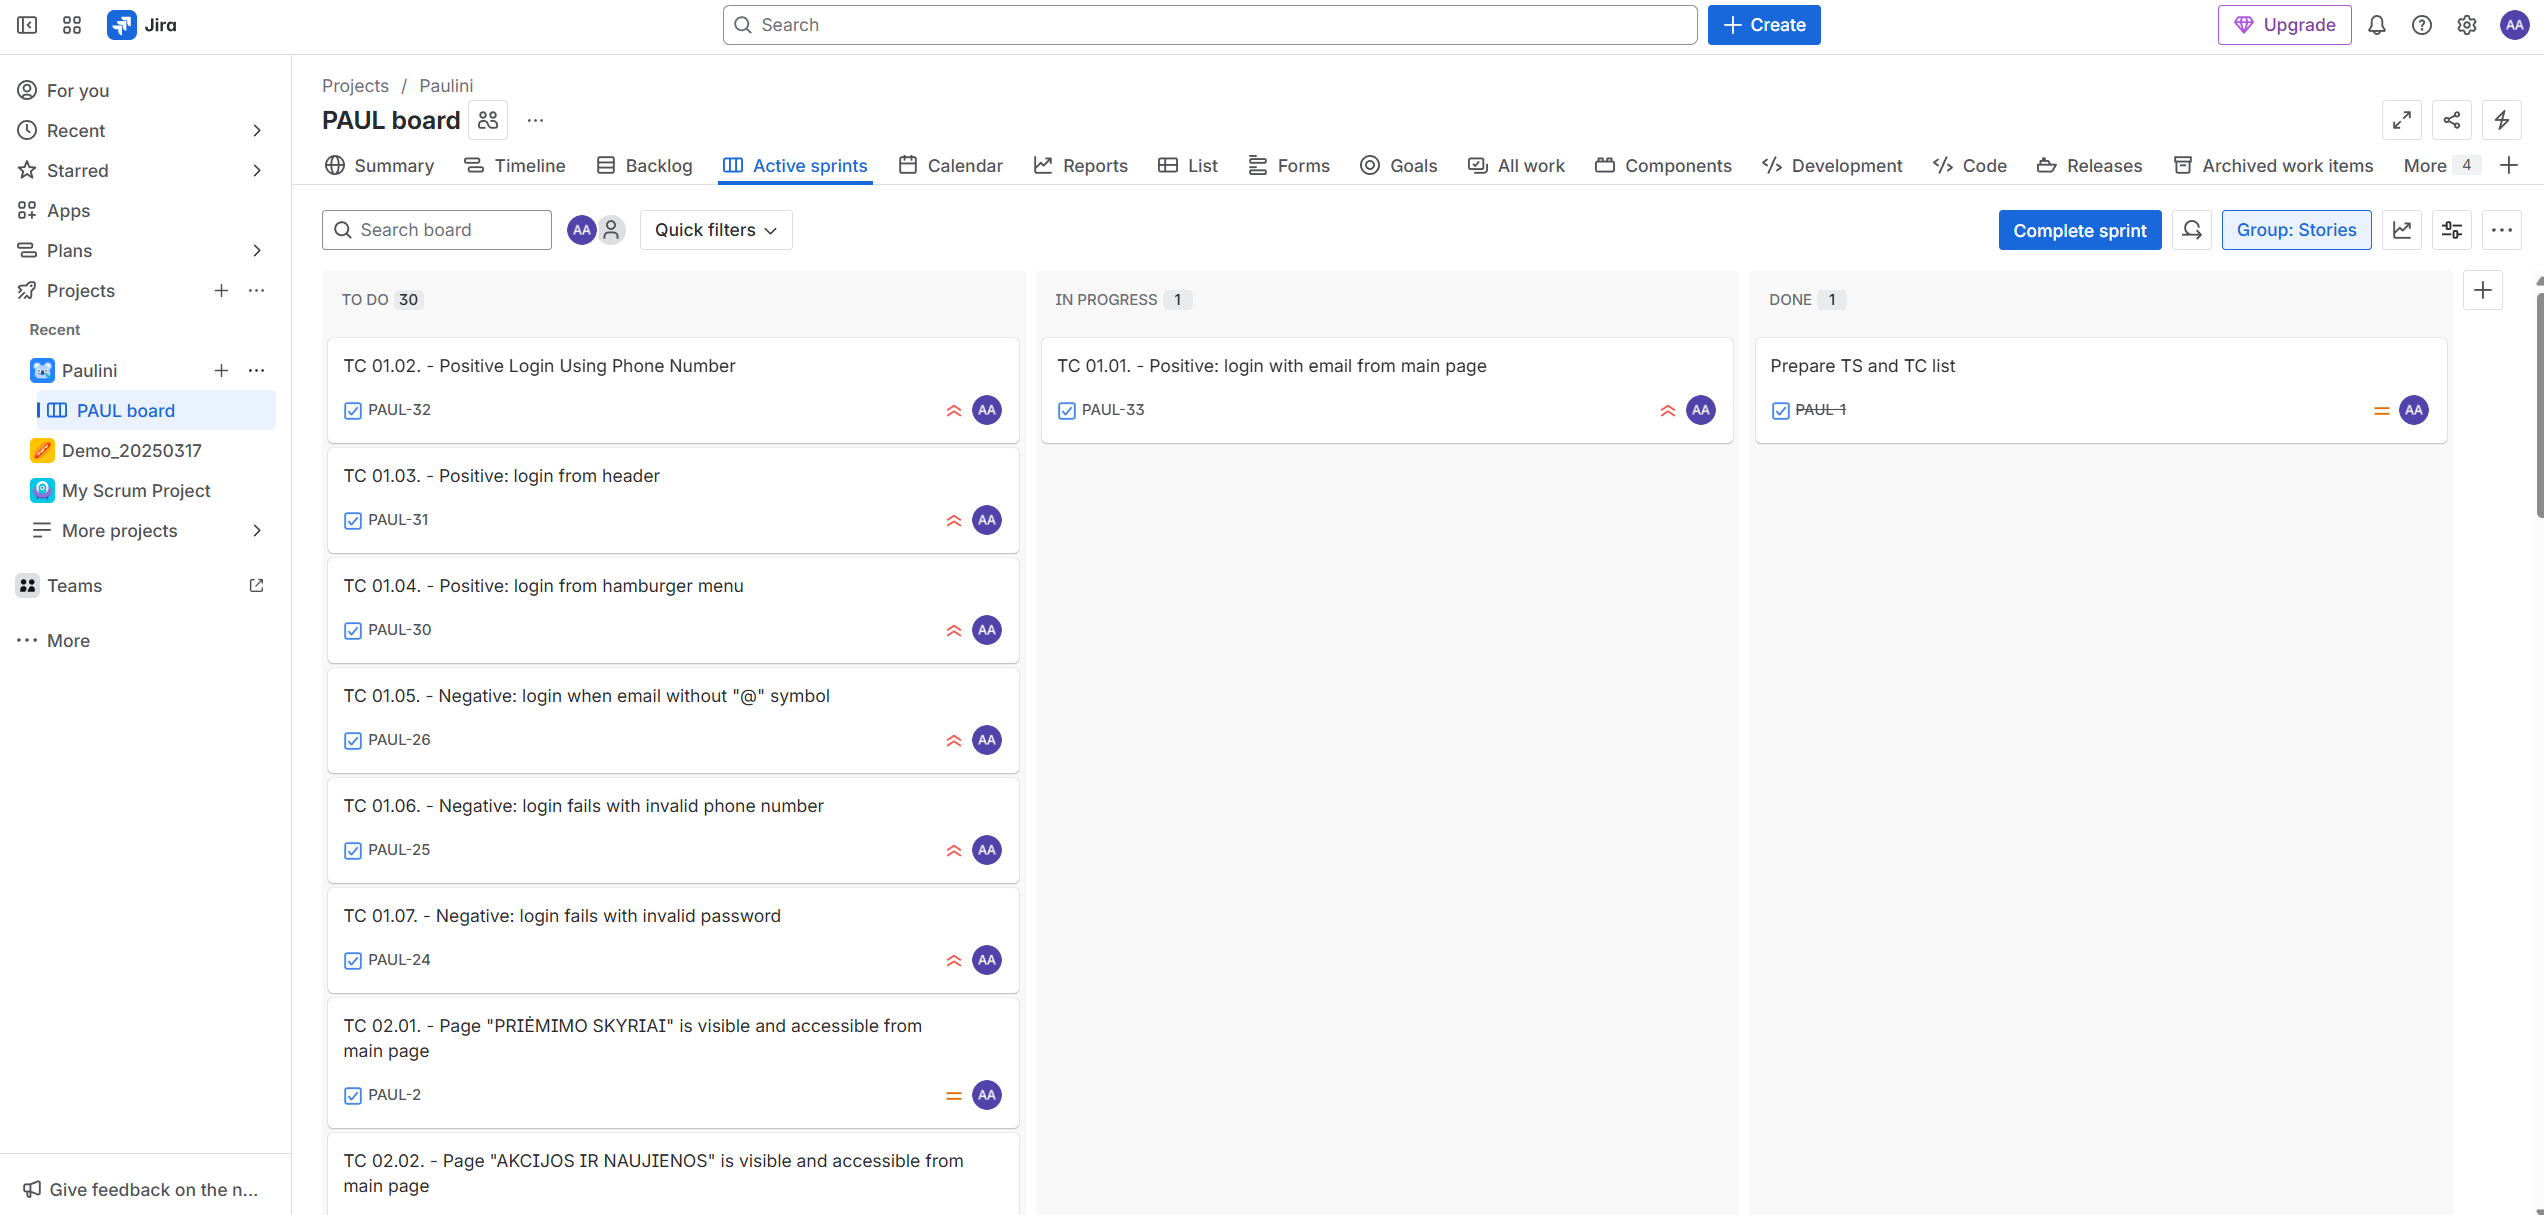 Jira
Search
Create
Upgrade
AA
For you
Recent
Starred
Apps
Plans
Projects
Recent
Paulini
PAUL board
Demo_20250317
My Scrum Project
More projects
Teams
More
Give feedback on the n...
Projects / Paulini
PAUL board
Summary
Timeline
Backlog
Active sprints
Calendar
Reports
List
Forms
Goals
All work
Components
Development
Code
Releases
Archived work items
More 4
Search board
AA
Quick filters
Complete sprint
Group: Stories
TO DO 30
TC 01.02. - Positive Login Using Phone Number
PAUL-32
AA
TC 01.03. - Positive: login from header
PAUL-31
AA
TC 01.04. - Positive: login from hamburger menu
PAUL-30
AA
TC 01.05. - Negative: login when email without "@" symbol
PAUL-26
AA
TC 01.06. - Negative: login fails with invalid phone number
PAUL-25
AA
TC 01.07. - Negative: login fails with invalid password
PAUL-24
AA
TC 02.01. - Page "PRIĖMIMO SKYRIAI" is visible and accessible from
main page
PAUL-2
AA
TC 02.02. - Page "AKCIJOS IR NAUJIENOS" is visible and accessible from
main page
IN PROGRESS 1
TC 01.01. - Positive: login with email from main page
PAUL-33
AA
DONE 1
Prepare TS and TC list
PAUL-1
AA